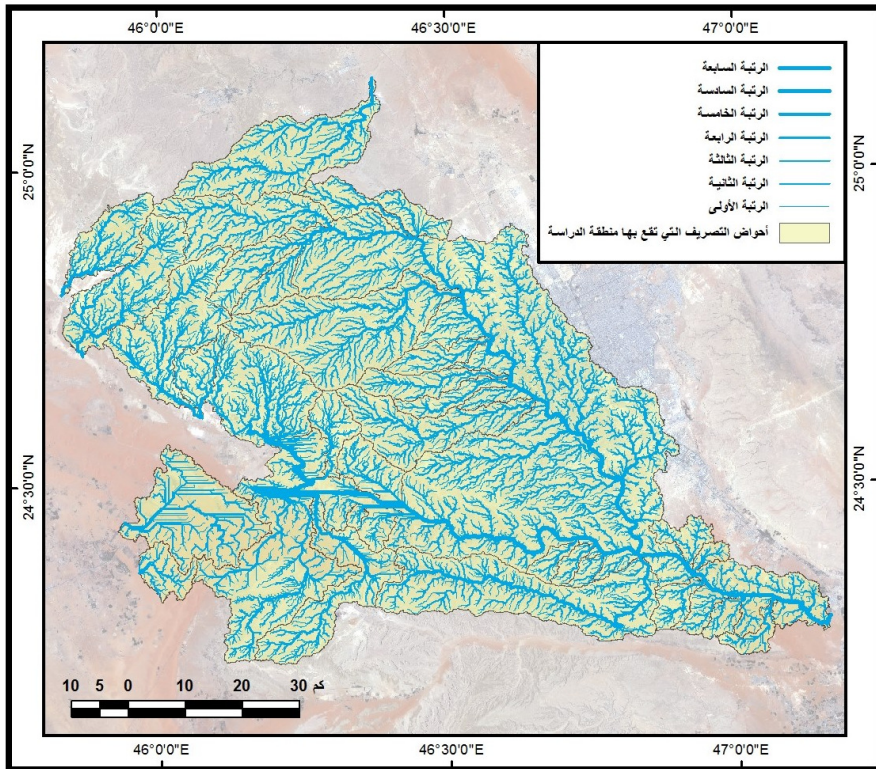 46°0'0"E 46°30'0"E 47°0'0"E
الرتبة السابعة
الرتبة السادسة
الرتبة الخامسة
الرتبة الرابعة
الرتبة الثالثة
الرتبة الثانية
الرتبة الأولى
أحواض التصريف التي تقع بها منطقة الدراسة
25°0'0"N 25°0'0"N
24°30'0"N 24°30'0"N
10 5 0 10 20 30 كم
46°0'0"E 46°30'0"E 47°0'0"E